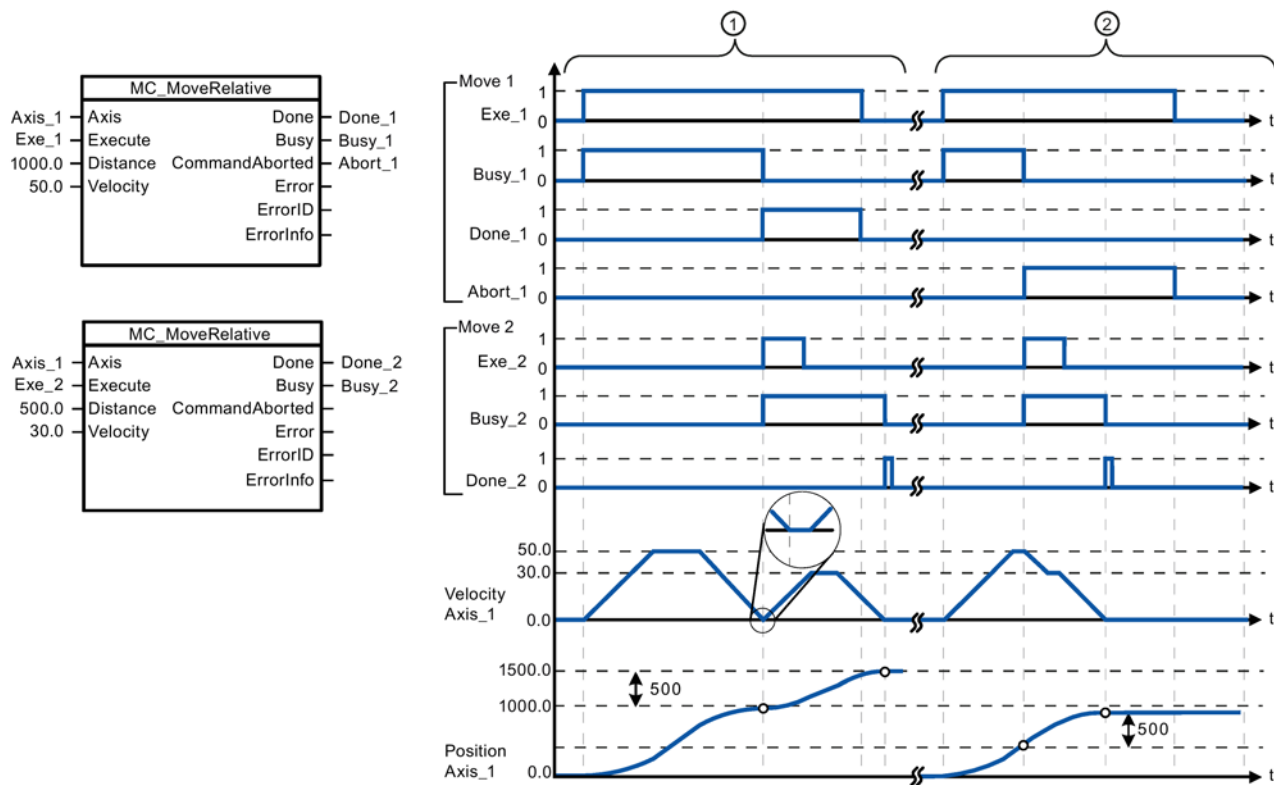 ① ②
MC_MoveRelative
Axis_1 Axis Done Done_1
Exe_1 Execute Busy Busy_1
1000.0 Distance CommandAborted Abort_1
50.0 Velocity Error
ErrorID
ErrorInfo
MC_MoveRelative
Axis_1 Axis Done Done_2
Exe_2 Execute Busy Busy_2
500.0 Distance CommandAborted
30.0 Velocity Error
ErrorID
ErrorInfo
Move 1
1
Exe_1 0 t
1
Busy_1 0 t
1
Done_1 0 t
1
Abort_1 0 t
Move 2
1
Exe_2 0 t
1
Busy_2 0 t
1
Done_2 0 t
50.0
30.0
Velocity
Axis_1 0.0 t
1500.0
500
1000.0
500
Position
Axis_1 0.0 t